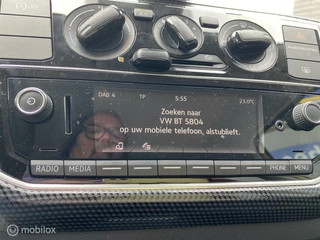 DAB 4 TP 5:55 23.0°C
Zoeken naar
VW BT 5804
op uw mobiele telefoon, alstublieft.
RADIO MEDIA PHONE MENU
Marktplaats
Mobilox